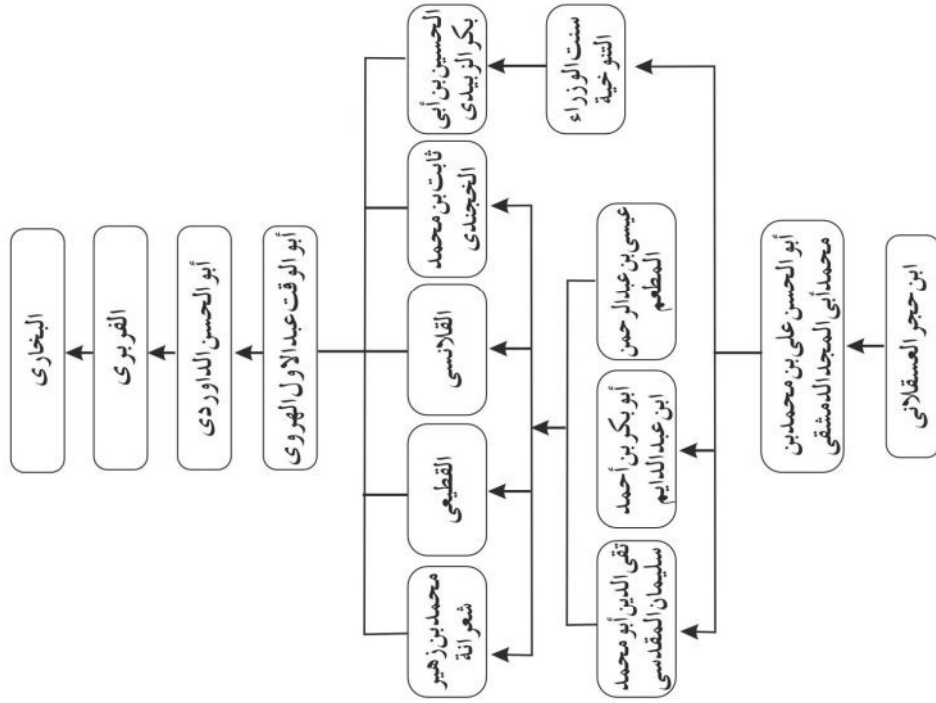 البخارى
الفربرى
أبو الحسن الداوردى
أبو الوقت عبد الاول الهروى
الحسين بن أبى
بكر الزبيدى
ثابت بن محمد
الخجندى
القلانسى
القطيعى
محمد بن زهير
شعرانة
سنت الوزراء
التنوخية
عيسى بن عبد الرحمن
المطعم
أبو بكر بن أحمد
ابن عبد الدايم
تقى الدين أبو محمد
سليمان المقدسى
أبو الحسن على بن محمد بن
محمد أبى المجد الدمشقى
ابن حجر العسقلانى